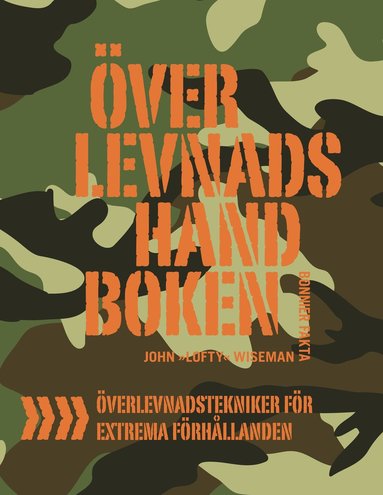 ÖVER
LEVNADS
HAND
BOKEN
BONNIER FAKTA
JOHN »LOFTY« WISEMAN
ÖVERLEVNADSTEKNIKER FÖR
EXTREMA FÖRHÅLLANDEN